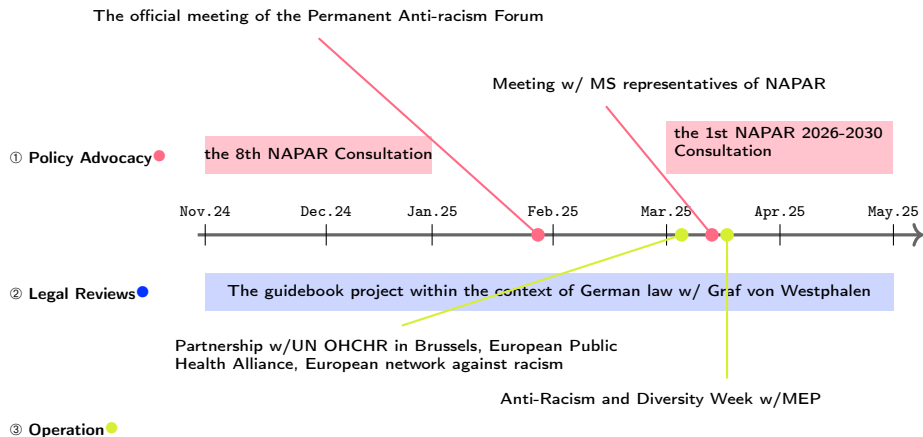 The official meeting of the Permanent Anti-racism Forum
Meeting w/ MS representatives of NAPAR
① Policy Advocacy
the 8th NAPAR Consultation
the 1st NAPAR 2026-2030
Consultation
Nov.24 Dec.24 Jan.25 Feb.25 Mar.25 Apr.25 May.25
② Legal Reviews
The guidebook project within the context of German law w/ Graf von Westphalen
Partnership w/UN OHCHR in Brussels, European Public
Health Alliance, European network against racism
Anti-Racism and Diversity Week w/MEP
③ Operation